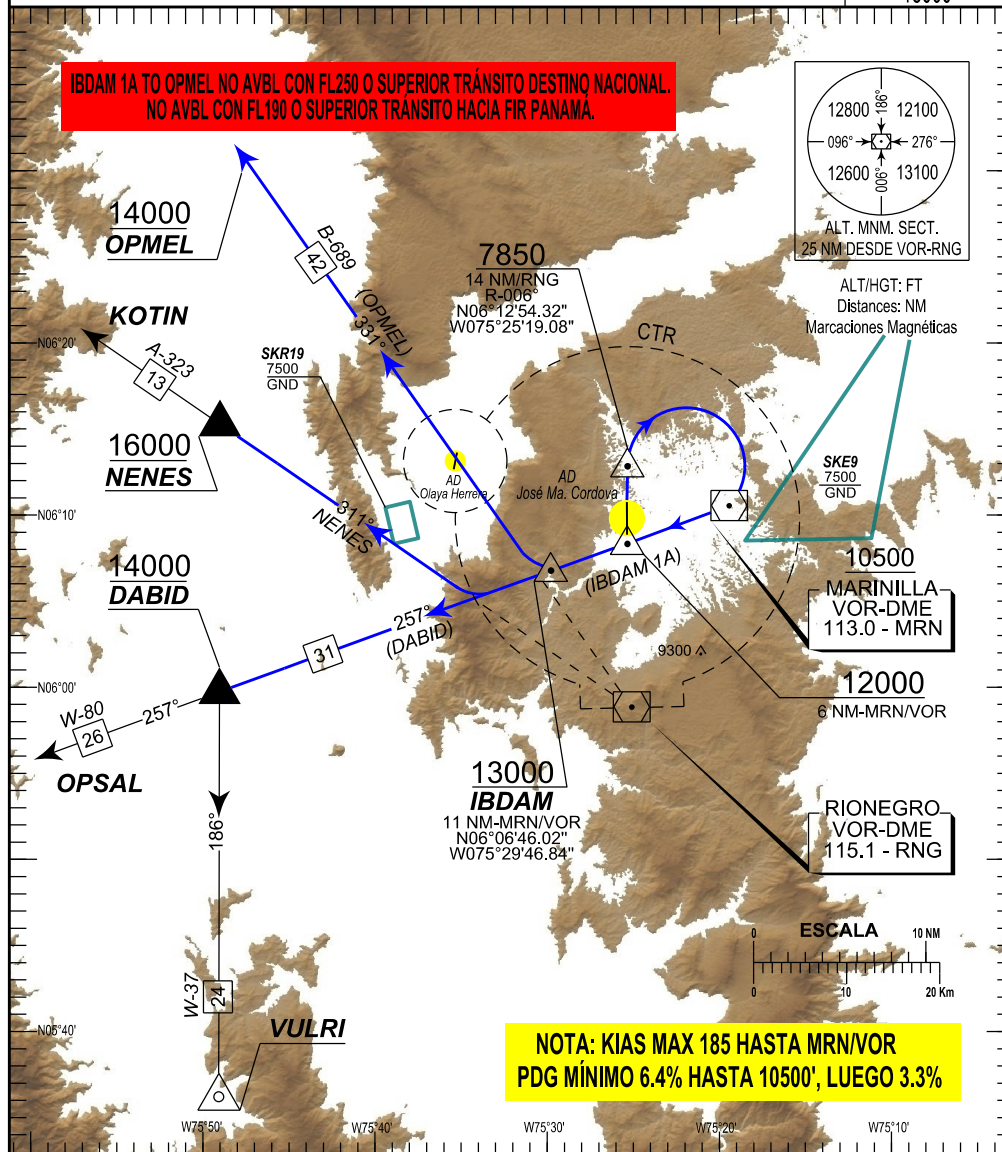 IBDAM 1A TO OPMEL NO AVBL CON FL250 O SUPERIOR TRÁNSITO DESTINO NACIONAL.
NO AVBL CON FL190 O SUPERIOR TRÁNSITO HACIA FIR PANAMÁ.
186°
12800
12100
096°
276°
12600
13100
006°
ALT. MNM. SECT.
25 NM DESDE VOR-RNG
ALT/HGT: FT
Distances: NM
Marcaciones Magnéticas
14000
OPMEL
B-689
42
(OPMEL)
331°
7850
14 NM/RNG
R-006°
N06°12'54.32"
W075°25'19.08"
CTR
KOTIN
A-323
13
N06°20'
SKR19
7500
GND
16000
NENES
311°
NENES
AD
Olaya Herrera
AD
José Ma. Cordova
SKE9
7500
GND
N06°10'
14000
DABID
(IBDAM 1A)
10500
MARINILLA
VOR-DME
113.0 - MRN
257°
(DABID)
31
9300
12000
6 NM-MRN/VOR
N06°00'
W-80
26
257°
OPSAL
13000
IBDAM
11 NM-MRN/VOR
N06°06'46.02"
W075°29'46.84"
RIONEGRO
VOR-DME
115.1 - RNG
186°
W-37
24
ESCALA
0
10 NM
0
10
20 Km
N05°40'
VULRI
NOTA: KIAS MAX 185 HASTA MRN/VOR
PDG MÍNIMO 6.4% HASTA 10500', LUEGO 3.3%
W75°50'
W75°40'
W75°30'
W75°20'
W75°10'